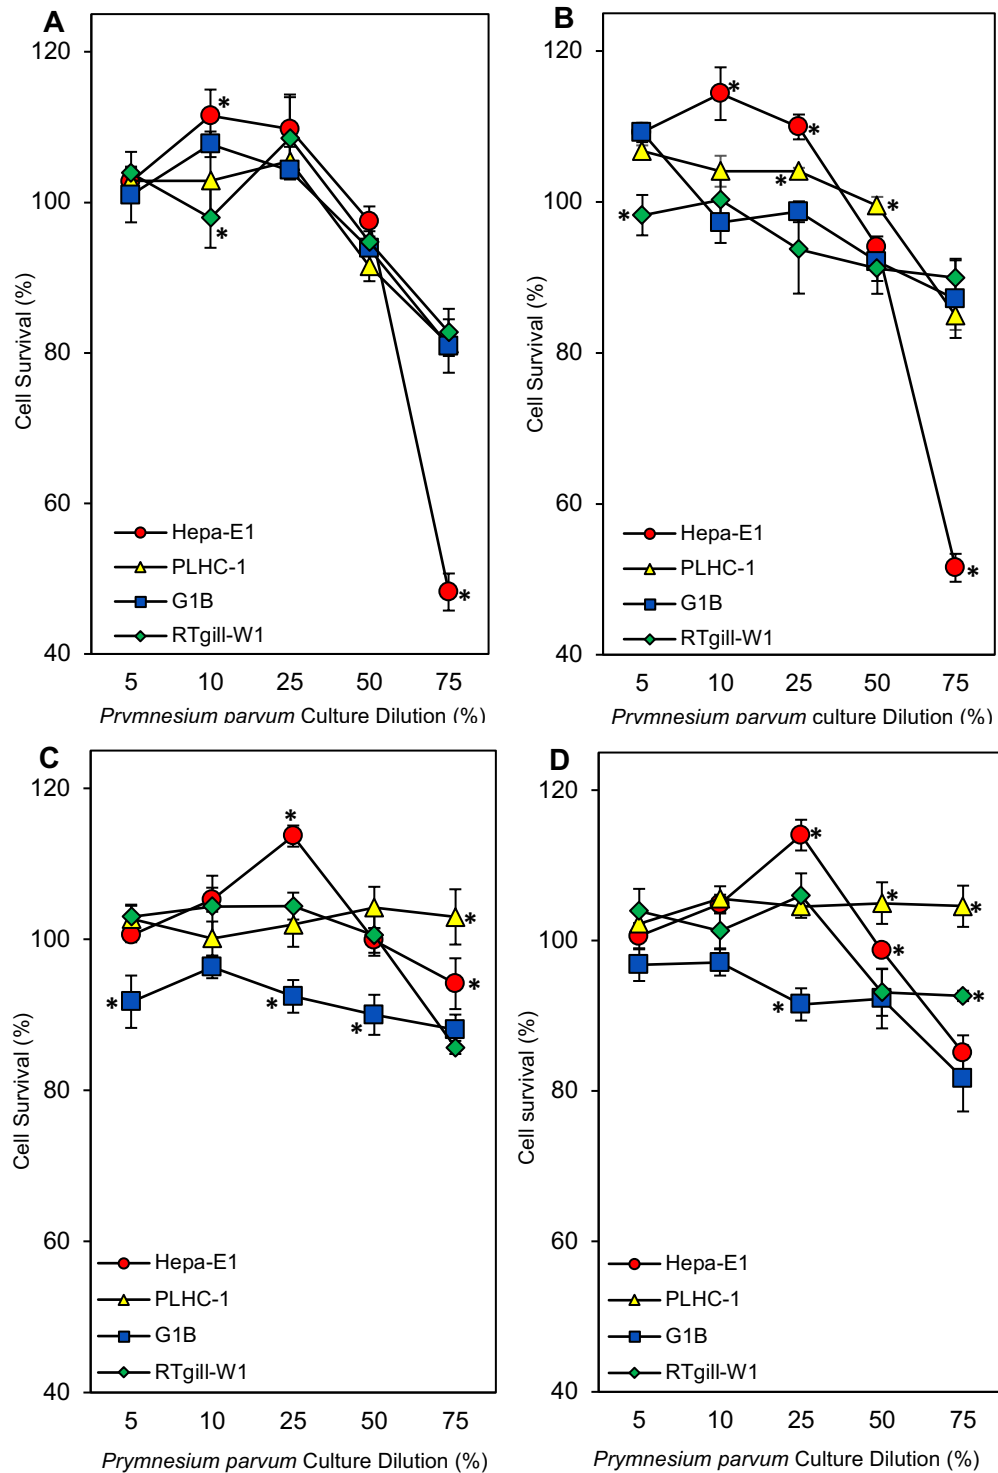 A
B
120
100
80
60
40
Cell Survival (%)
*
*
*
Hepa-E1
PLHC-1
G1B
RTgill-W1
5 10 25 50 75
Prymnesium parvum Culture Dilution (%)
120
100
80
60
40
Cell Survival (%)
*
*
*
*
*
*
Hepa-E1
PLHC-1
G1B
RTgill-W1
5 10 25 50 75
Prymnesium parvum culture Dilution (%)
C
D
120
100
80
60
40
Cell Survival (%)
*
*
*
*
*
*
Hepa-E1
PLHC-1
G1B
RTgill-W1
5 10 25 50 75
Prymnesium parvum Culture Dilution (%)
120
100
80
60
40
Cell survival (%)
*
*
*
*
*
*
Hepa-E1
PLHC-1
G1B
RTgill-W1
5 10 25 50 75
Prymnesium parvum Culture Dilution (%)